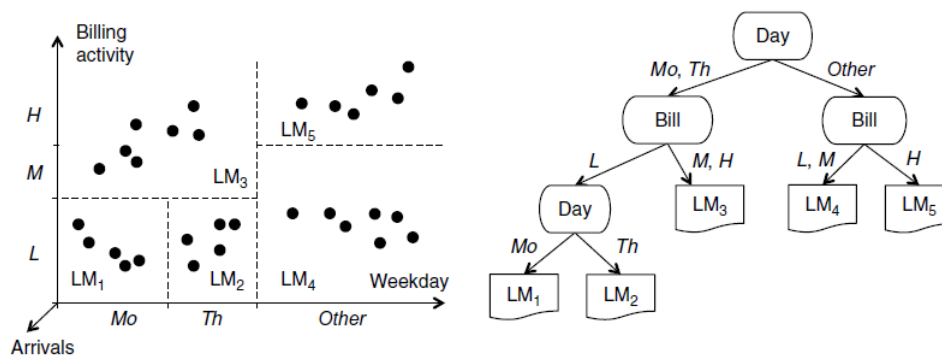 Billing
activity
H
M
L
LM5
LM3
LM1
LM2
LM4
Weekday
Mo
Th
Other
Arrivals
Day
Mo, Th
Other
Bill
Bill
L
M, H
L, M
H
Day
LM3
LM4
LM5
Mo
Th
LM1
LM2